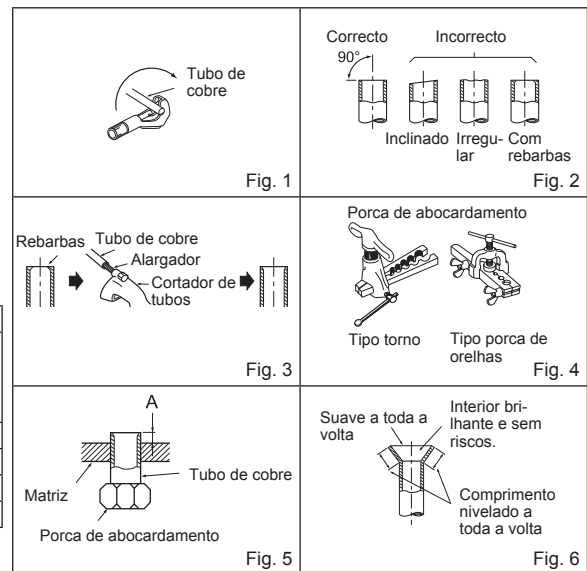 Tubo de
cobre
Fig. 1
Correcto
Incorrecto
90°
Inclinado
Irregu-
lar
Com
rebarbas
Fig. 2
Rebarbas
Tubo de cobre
Alargador
Cortador de
tubos
Fig. 3
Porca de abocardamento
Tipo torno
Tipo porca de
orelhas
Fig. 4
A
Tubo de cobre
Matriz
Porca de abocardamento
Fig. 5
Suave a toda a
volta
Interior bri-
lhante e sem
riscos.
Comprimento
nivelado a
toda a volta
Fig. 6